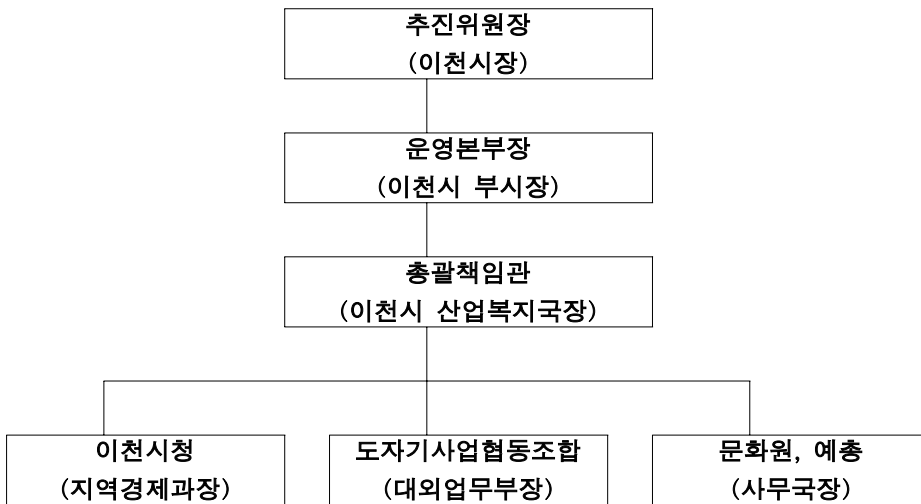 추진위원장
(이천시장)
운영본부장
(이천시 부시장)
총괄책임관
(이천시 산업복지국장)
이천시청
(지역경제과장)
도자기사업협동조합
(대외업무부장)
문화원, 예총
(사무국장)